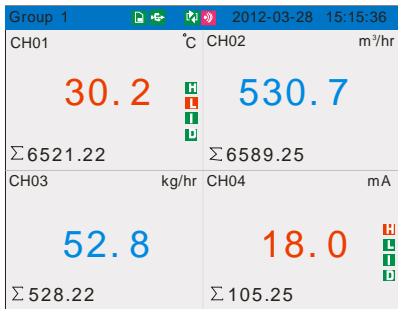 Group 1 2012-03-28 15:15:36
CH01 °C
30.2
H
L
I
D
Σ6521.22
CH02 m³/hr
530.7
Σ6589.25
CH03 kg/hr
52.8
Σ528.22
CH04 mA
18.0
H
L
I
D
Σ105.25